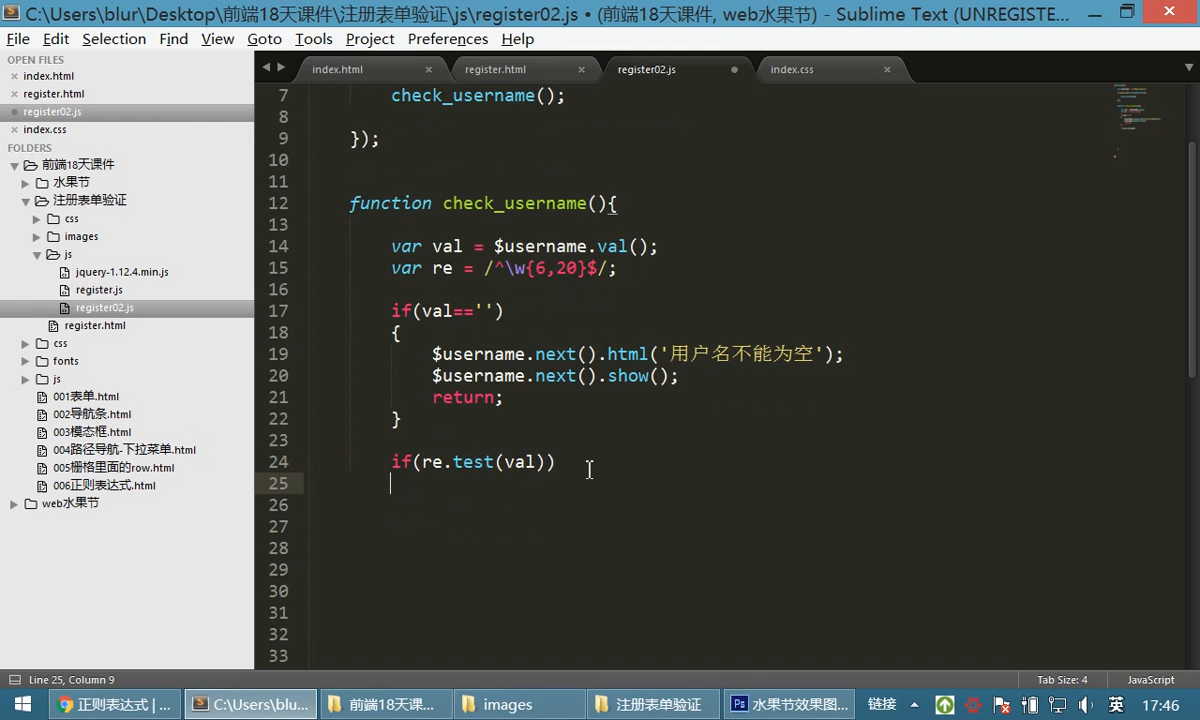 C:\Users\blur\Desktop\前端18天课件\注册表单验证\js\register02.js • (前端18天课件, web水果节) - Sublime Text (UNREGISTE...
File Edit Selection Find View Goto Tools Project Preferences Help
OPEN FILES
index.html
register.html
register02.js
index.css
FOLDERS
前端18天课件
水果节
注册表单验证
css
images
js
jquery-1.12.4.min.js
register.js
register02.js
register.html
css
fonts
js
001表单.html
002导航条.html
003模态框.html
004路径导航-下拉菜单.html
005栅格里面的row.html
006正则表达式.html
web水果节
index.html register.html register02.js index.css
7 check_username();
8
9 });
10
11
12 function check_username(){
13
14 var val = $username.val();
15 var re = /^\w{6,20}$/;
16
17 if(val=='')
18 {
19 $username.next().html('用户名不能为空');
20 $username.next().show();
21 return;
22 }
23
24 if(re.test(val))
25
26
27
28
29
30
31
32
33
Line 25, Column 9 Tab Size: 4 JavaScript
正则表达式 | ... C:\Users\blur... 前端18天课... images 注册表单验证 水果节效果图... 链接 英 17:46